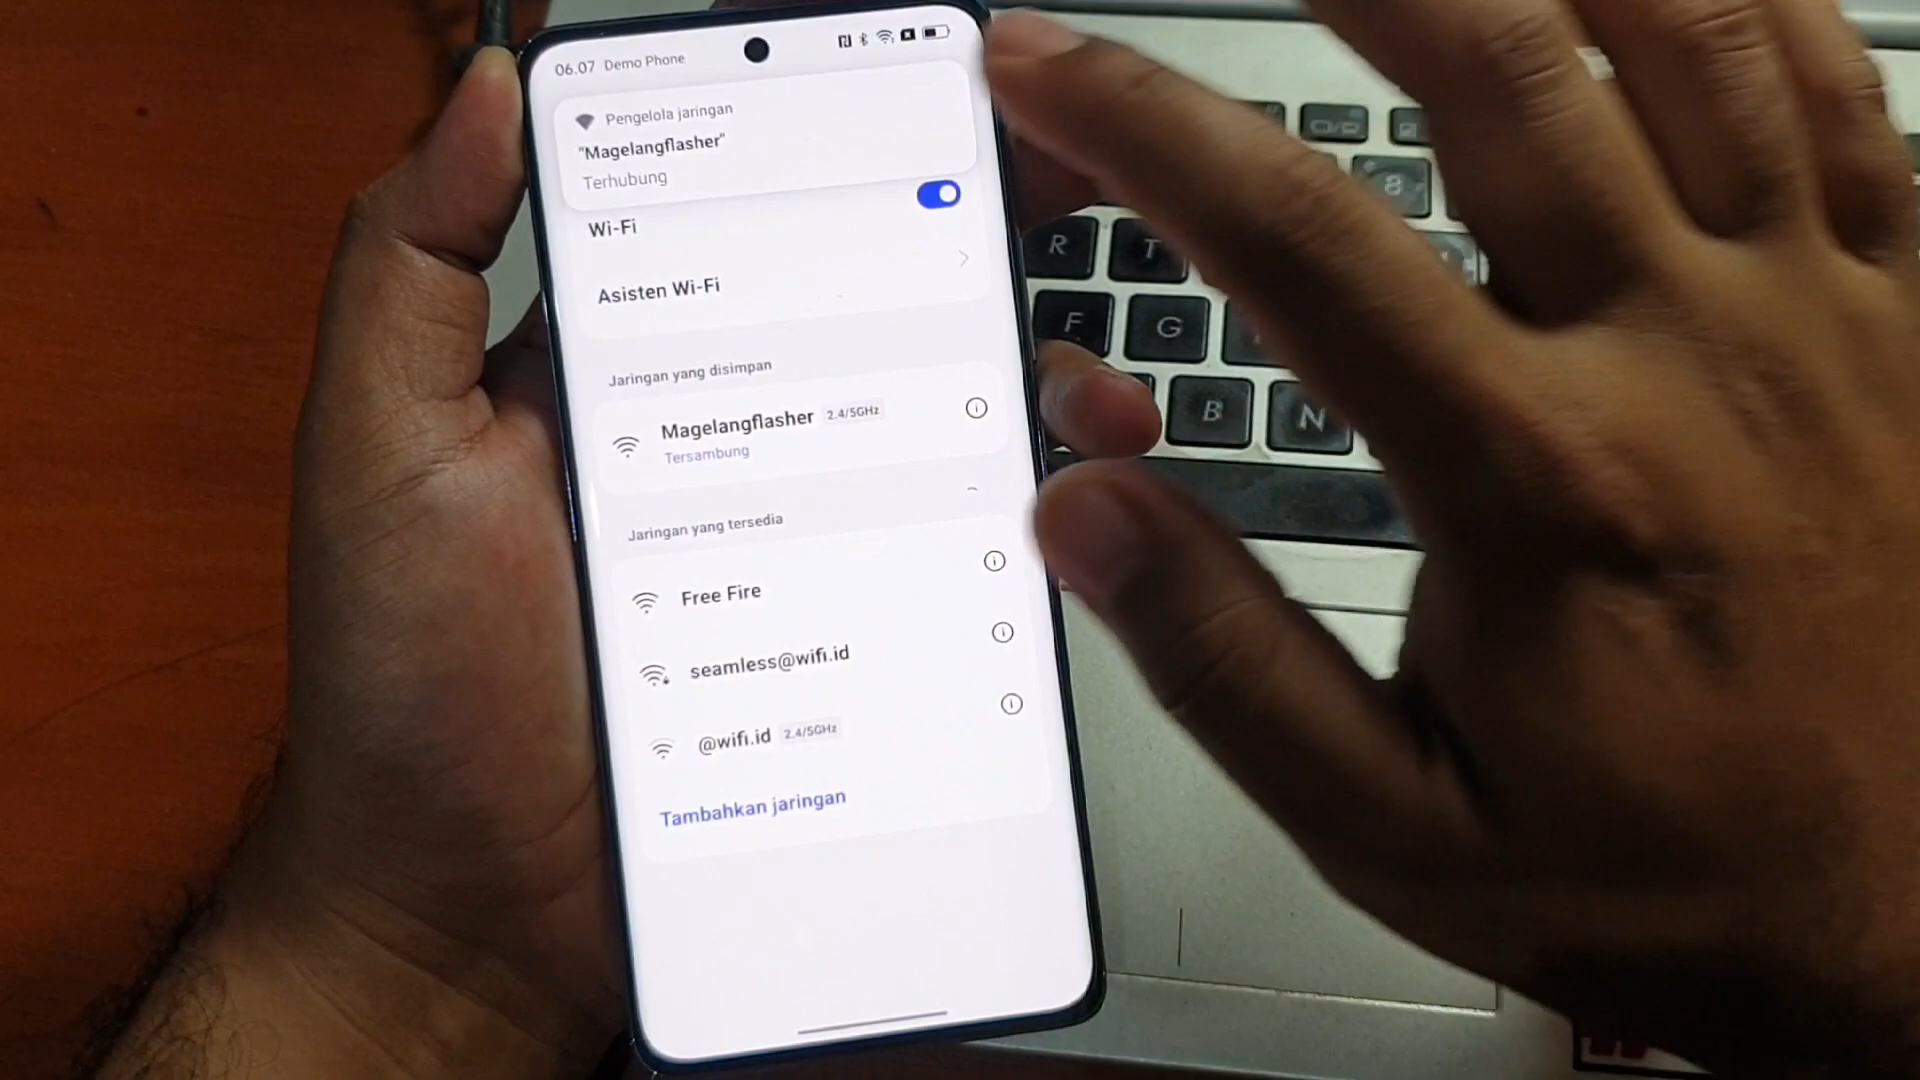 06.07 Demo Phone
Pengelola jaringan
"Magelangflasher"
Terhubung
Wi-Fi
Asisten Wi-Fi
Jaringan yang disimpan
Magelangflasher 2.4/5GHz
Tersambung
Jaringan yang tersedia
Free Fire
seamless@wifi.id
@wifi.id 2.4/5GHz
Tambahkan jaringan
8
R T
F G
B N